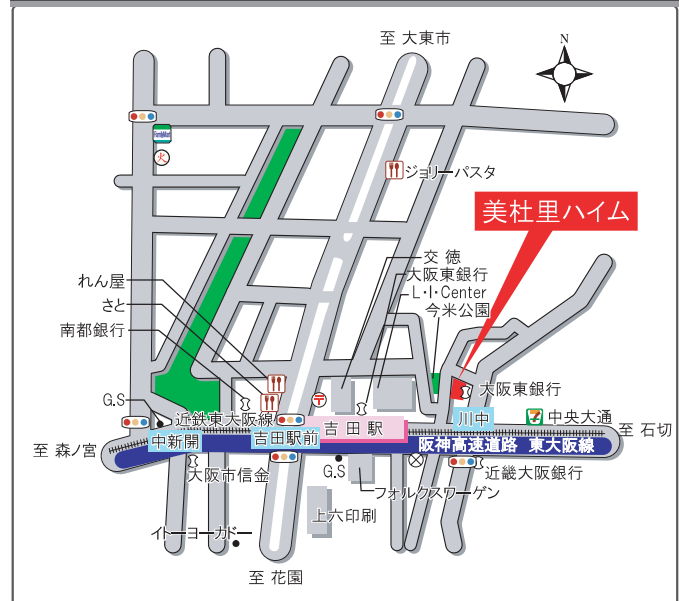 至 大東市
N
FamilyMart
火
ジョリーパスタ
美杜里ハイム
交 徳
大阪東銀行
L・I・Center
今米公園
れん屋
さと
南都銀行
G.S
近鉄東大阪線
〒
吉 田 駅
大阪東銀行
川中
7
中央大通
至 石切
中新開
吉田駅前
阪神高速道路 東大阪線
至 森ノ宮
大阪市信金
G.S
近畿大阪銀行
フォルクスワーゲン
上六印刷
イトーヨーカドー
至 花園